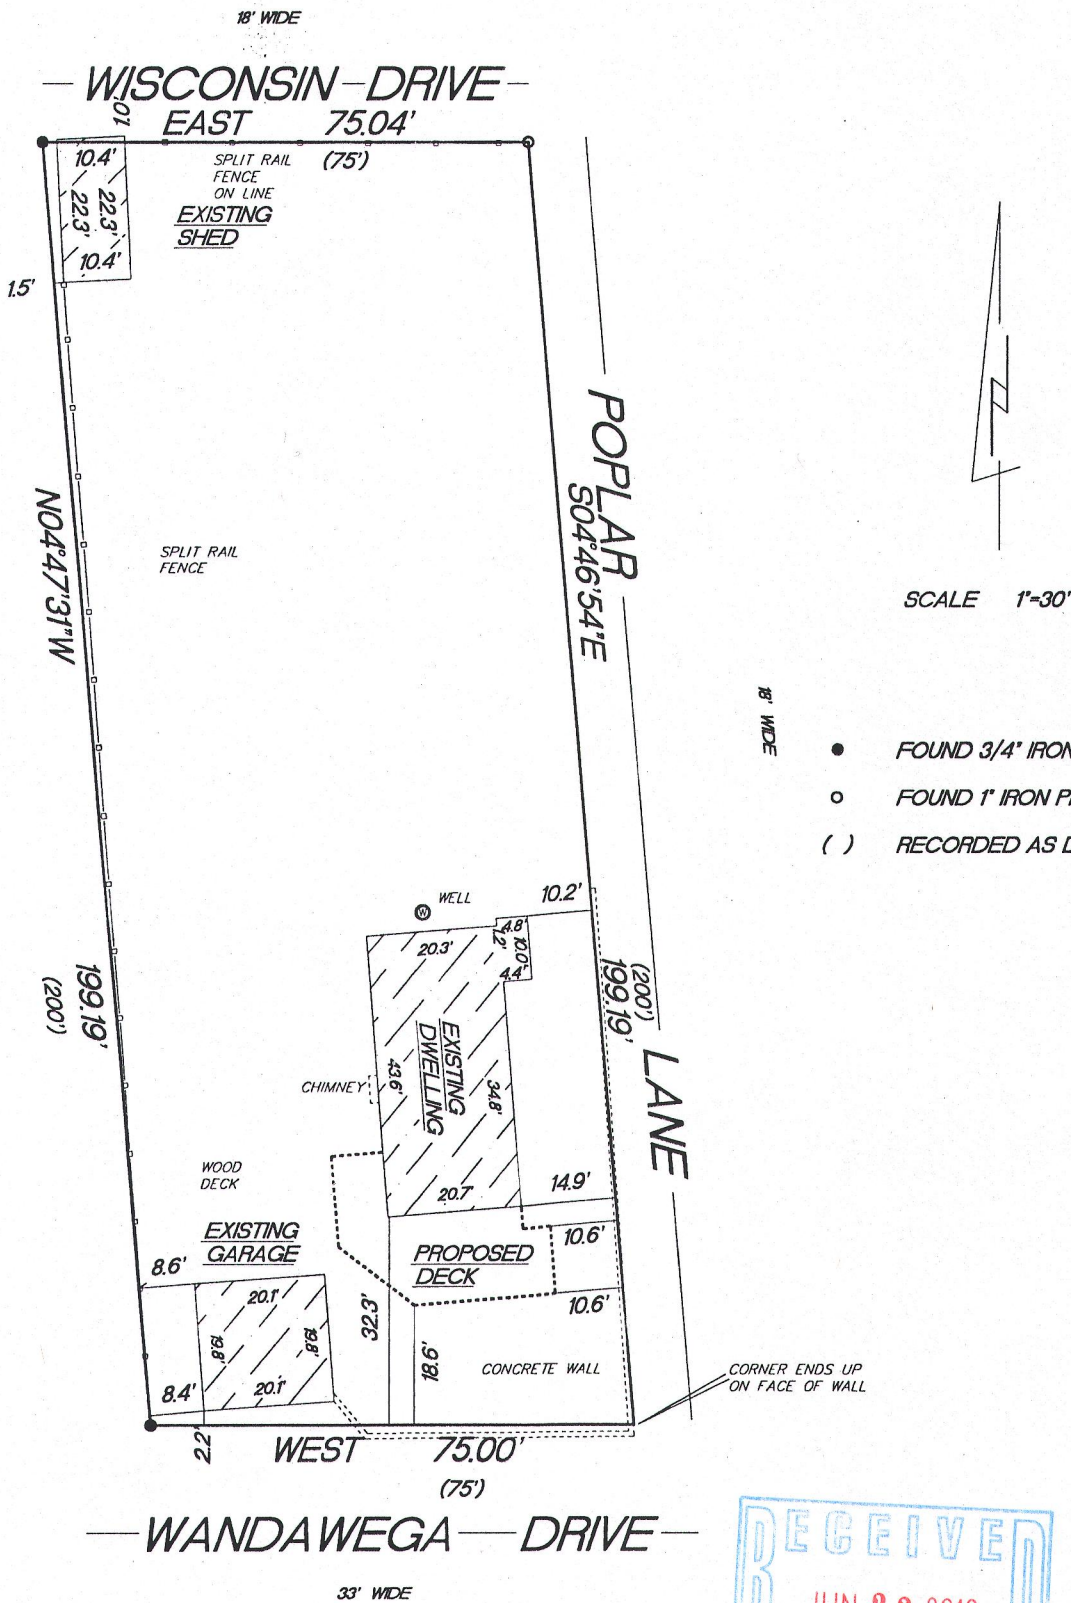 18' WIDE
WISCONSIN DRIVE
EAST 75.04'
(75')
1.0'
10.4'
22.3'
22.3'
10.4'
SPLIT RAIL
FENCE
ON LINE
EXISTING
SHED
1.5'
POPLAR
S04°46'54"E
N04°47'31"W
SPLIT RAIL
FENCE
SCALE 1"=30'
18' WIDE
FOUND 3/4" IRON
FOUND 1" IRON
( ) RECORDED AS
WELL
W
10.2'
4.8'
1.2'
10.0'
20.3'
4.4'
(200')
199.19'
199.19'
(200')
EXISTING
DWELLING
43.6'
34.8'
CHIMNEY
LANE
WOOD
DECK
20.7'
14.9'
EXISTING
GARAGE
PROPOSED
DECK
10.6'
8.6'
20.1'
10.6'
32.3'
19.8'
19.8'
18.9'
CONCRETE WALL
CORNER ENDS UP
ON FACE OF WALL
8.4'
20.1'
2.2'
WEST 75.00'
(75')
WANDAWEGA DRIVE
33' WIDE
RECEIVED
JUN